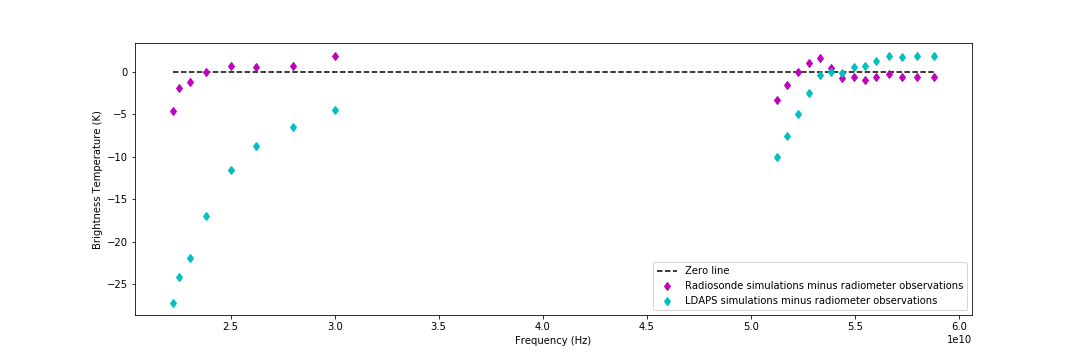 0
−5
−10
−15
−20
−25
Brightness Temperature (K)
Zero line
Radiosonde simulations minus radiometer observations
LDAPS simulations minus radiometer observations
2.5 3.0 3.5 4.0 4.5 5.0 5.5 6.0
1e10
Frequency (Hz)